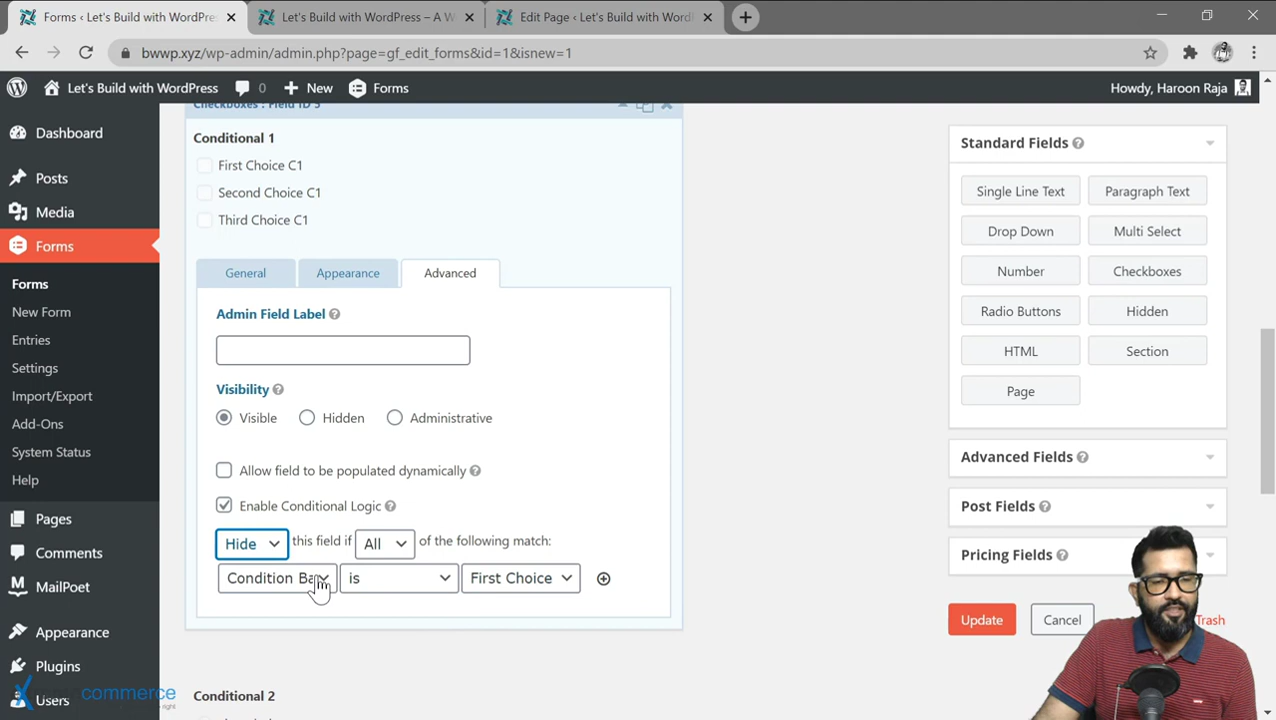 Forms ‹ Let's Build with WordPre
Let's Build with WordPress – A W
Edit Page ‹ Let's Build with Word
bwwp.xyz/wp-admin/admin.php?page=gf_edit_forms&id=1&isnew=1
Let's Build with WordPress 0 New Forms
Howdy, Haroon Raja
Dashboard
Posts
Media
Forms
Forms
New Form
Entries
Settings
Import/Export
Add-Ons
System Status
Help
Pages
Comments
MailPoet
Appearance
Plugins
Users
commerce
right
Checkboxes : Field ID 5
Conditional 1
First Choice C1
Second Choice C1
Third Choice C1
General Appearance Advanced
Admin Field Label
Visibility
Visible Hidden Administrative
Allow field to be populated dynamically
Enable Conditional Logic
Hide this field if All of the following match:
Condition Ba is First Choice
Conditional 2
Standard Fields
Single Line Text Paragraph Text
Drop Down Multi Select
Number Checkboxes
Radio Buttons Hidden
HTML Section
Page
Advanced Fields
Post Fields
Pricing Fields
Update Cancel Trash